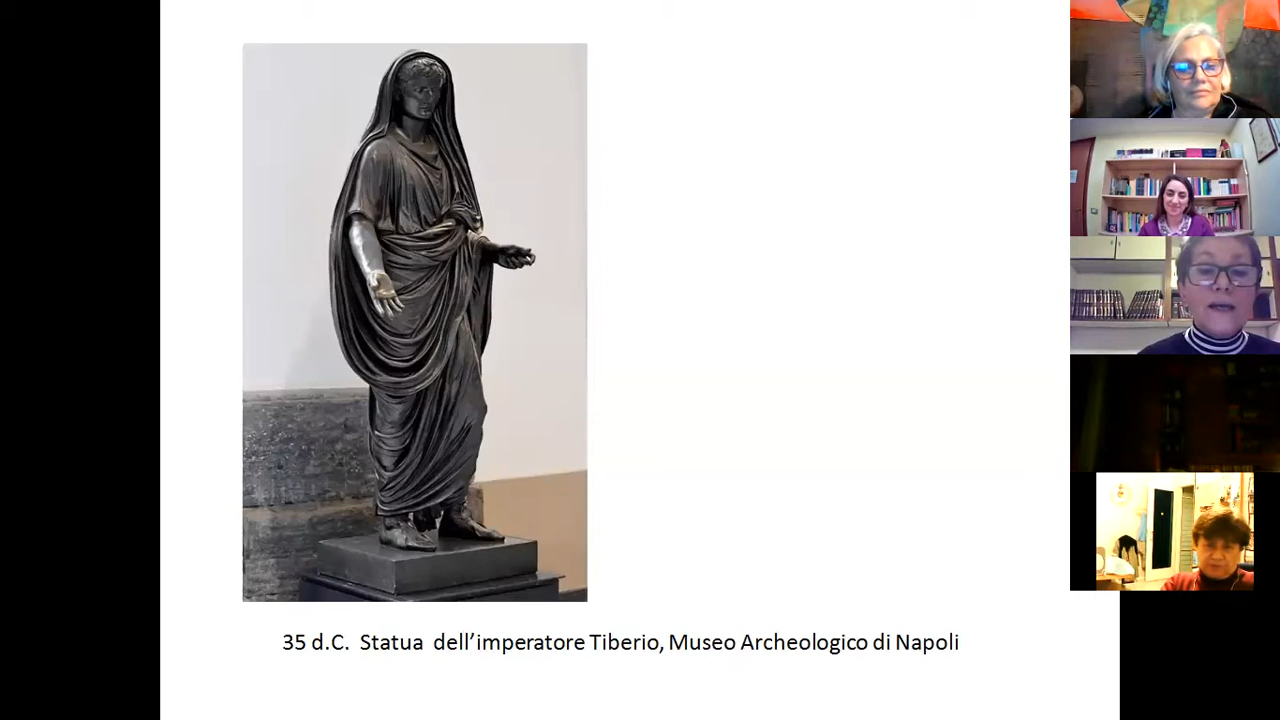 35 d.C. Statua dell’imperatore Tiberio, Museo Archeologico di Napoli